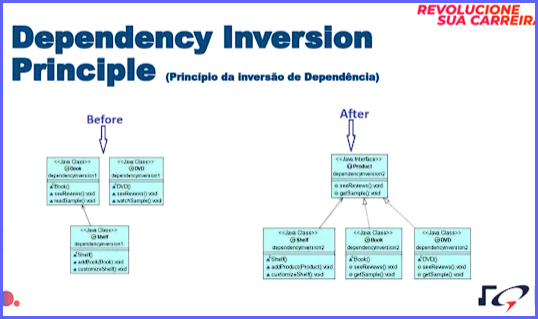 REVOLUCIONE
SUA CARREIRA
Dependency Inversion
Principle (Princípio da inversão de Dependência)
Before
After
<<Java Class>>
Book
dependencyinversion1
Book()
seeReviews() void
readSample() void
<<Java Class>>
DVD
dependencyinversion1
DVD()
seeReviews() void
watchSample() void
<<Java Class>>
Shelf
dependencyinversion1
Shelf()
addBook(Book) void
customizeShelf() void
<<Java Interface>>
Product
dependencyinversion2
seeReviews() void
getSample() void
<<Java Class>>
Shelf
dependencyinversion2
Shelf()
addProduct(Product) void
customizeShelf() void
<<Java Class>>
Book
dependencyinversion2
Book()
seeReviews() void
getSample() void
<<Java Class>>
DVD
dependencyinversion2
DVD()
seeReviews() void
getSample() void